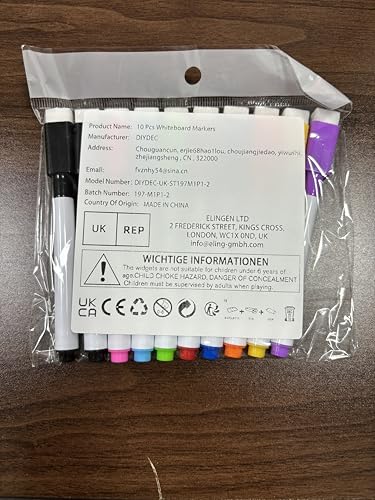 Product Name: 10 Pcs Whiteboard Markers
Manufacturers: DIYDEC
Address: Chouguancun, erjie68hao1lou, choujiangjiedao, yiwushi, zhejiangsheng , CN , 322000
Email: fxznhy54@sina.cn
Model Number: DIYDEC-UK-ST197M1P1-2
Batch Number: 197-M1P1-2
Country Of Origin: MADE IN CHINA
UK REP
ELINGEN LTD
2 FREDERICK STREET, KINGS CROSS,
LONDON, WC1X 0ND, UK
info@eling-gmbh.com
WICHTIGE INFORMATIONEN
The widgets are not suitable for children under 6 years of
age.CHILD CHOKE HAZARD, DANGER OF CONCEALMENT
Children must be supervised by adults when playing.
UK
CA
CE
0-3